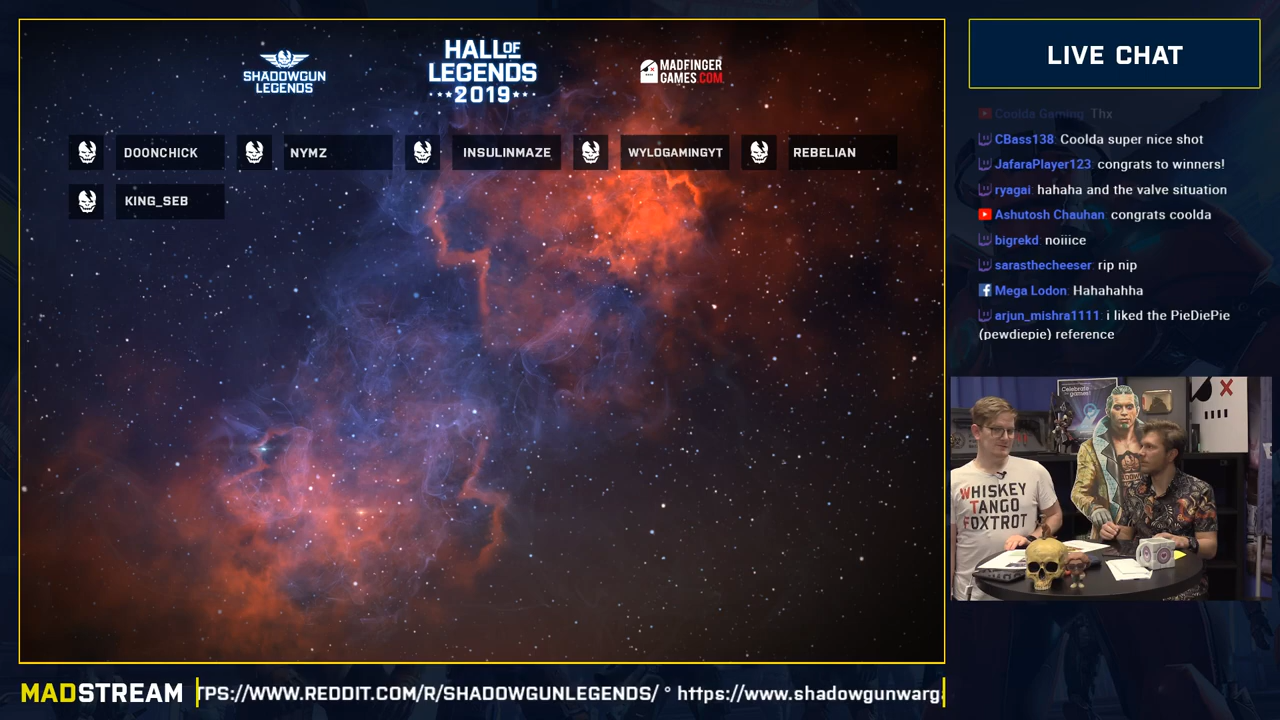 SHADOWGUN
LEGENDS
HALL OF
LEGENDS
2019
MADFINGER
GAMES COM
DOONCHICK
NYMZ
INSULINMAZE
WYLOGAMINGYT
REBELIAN
KING_SEB
LIVE CHAT
Coolda Gaming: Thx
CBass138: Coolda super nice shot
JafaraPlayer123: congrats to winners!
ryagai: hahaha and the valve situation
Ashutosh Chauhan: congrats coolda
bigrekd: noiiice
sarasthecheeser: rip nip
Mega Lodon: Hahahahha
arjun_mishra1111: i liked the PieDiePie
(pewdiepie) reference
Celebrate
games!
WHISKEY
TANGO
FOXTROT
MADSTREAM
TPS://WWW.REDDIT.COM/R/SHADOWGUNLEGENDS/ ° https://www.shadowgunwarg